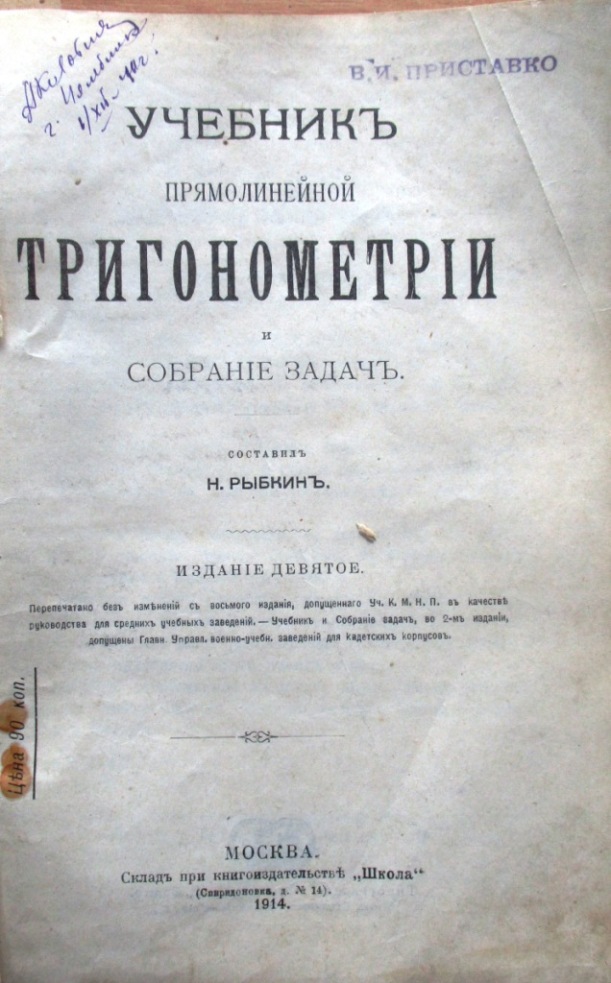 г.
В. И. ПРИСТАВКО
УЧЕБНИКЪ
ПРЯМОЛИНЕЙНОЙ
ТРИГОНОМЕТРІИ
И
СОБРАНІЕ ЗАДАЧЪ.
СОСТАВИЛЪ
Н. РЫБКИНЪ.
ИЗДАНІЕ ДЕВЯТОЕ.
Перепечатано безъ измѣненій съ восьмого изданія, допущеннаго Уч. К. М. Н. П. въ качествѣ
руководства для среднихъ учебныхъ заведеній.—Учебникъ и Собраніе задачъ, во 2-мъ изданіи,
допущены Главн. Управл. военно-учебн. заведеній для кадетскихъ корпусовъ.
Цѣна 90 коп.
МОСКВА.
Складъ при книгоиздательствѣ „Школа“
(Спиридоновка, д. № 14).
1914.